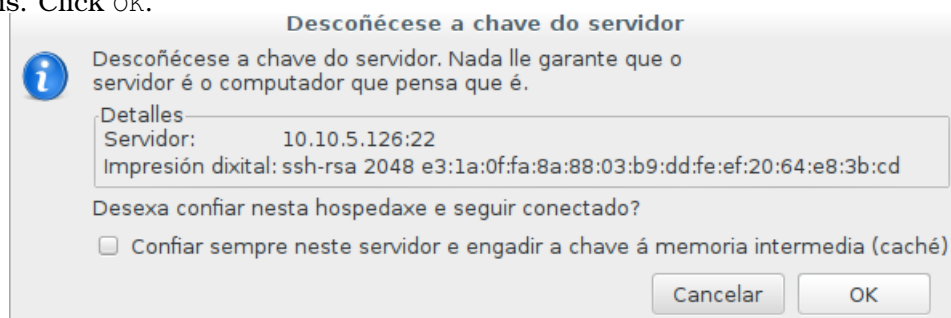 is. Click OK.
Descoñécese a chave do servidor
Descoñécese a chave do servidor. Nada lle garante que o
servidor é o computador que pensa que é.
Detalles
Servidor: 10.10.5.126:22
Impresión dixital: ssh-rsa 2048 e3:1a:0f:fa:8a:88:03:b9:dd:fe:ef:20:64:e8:3b:cd
Desexa confiar nesta hospedaxe e seguir conectado?
Confiar sempre neste servidor e engadir a chave á memoria intermedia (caché)
Cancelar OK